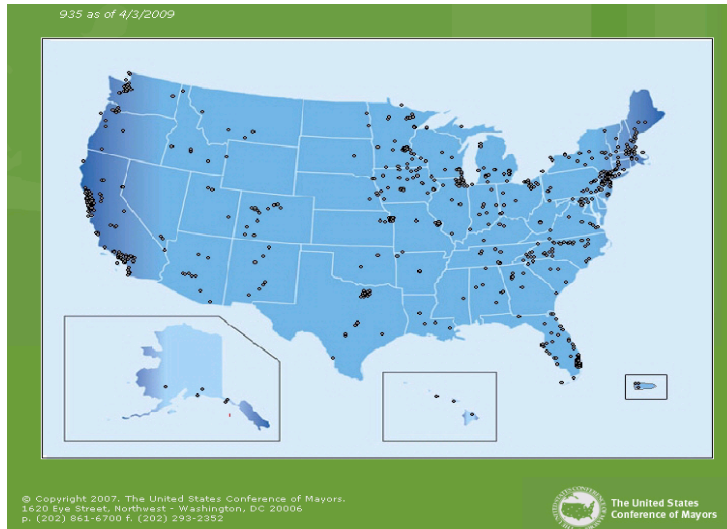 935 as of 4/3/2009
© Copyright 2007. The United States Conference of Mayors.
1620 Eye Street, Northwest - Washington, DC 20006
p. (202) 861-6700 f. (202) 293-2352
The United States
Conference of Mayors